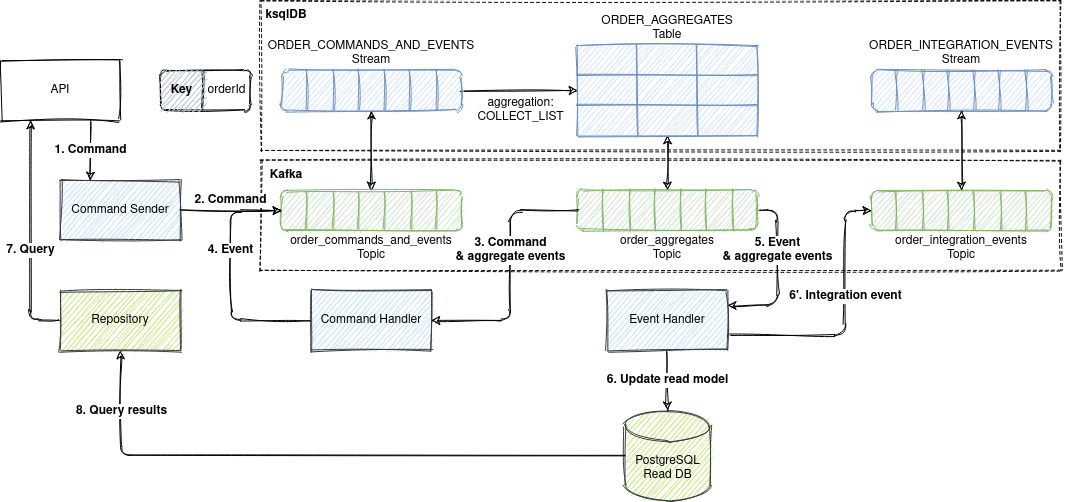 ksqlDB
ORDER_COMMANDS_AND_EVENTS
Stream
ORDER_AGGREGATES
Table
ORDER_INTEGRATION_EVENTS
Stream
API
Key
orderId
aggregation:
COLLECT_LIST
1. Command
Kafka
Command Sender
2. Command
order_commands_and_events
Topic
order_aggregates
Topic
order_integration_events
Topic
7. Query
4. Event
3. Command
& aggregate events
5. Event
& aggregate events
6'. Integration event
Repository
Command Handler
Event Handler
6. Update read model
8. Query results
PostgreSQL
Read DB